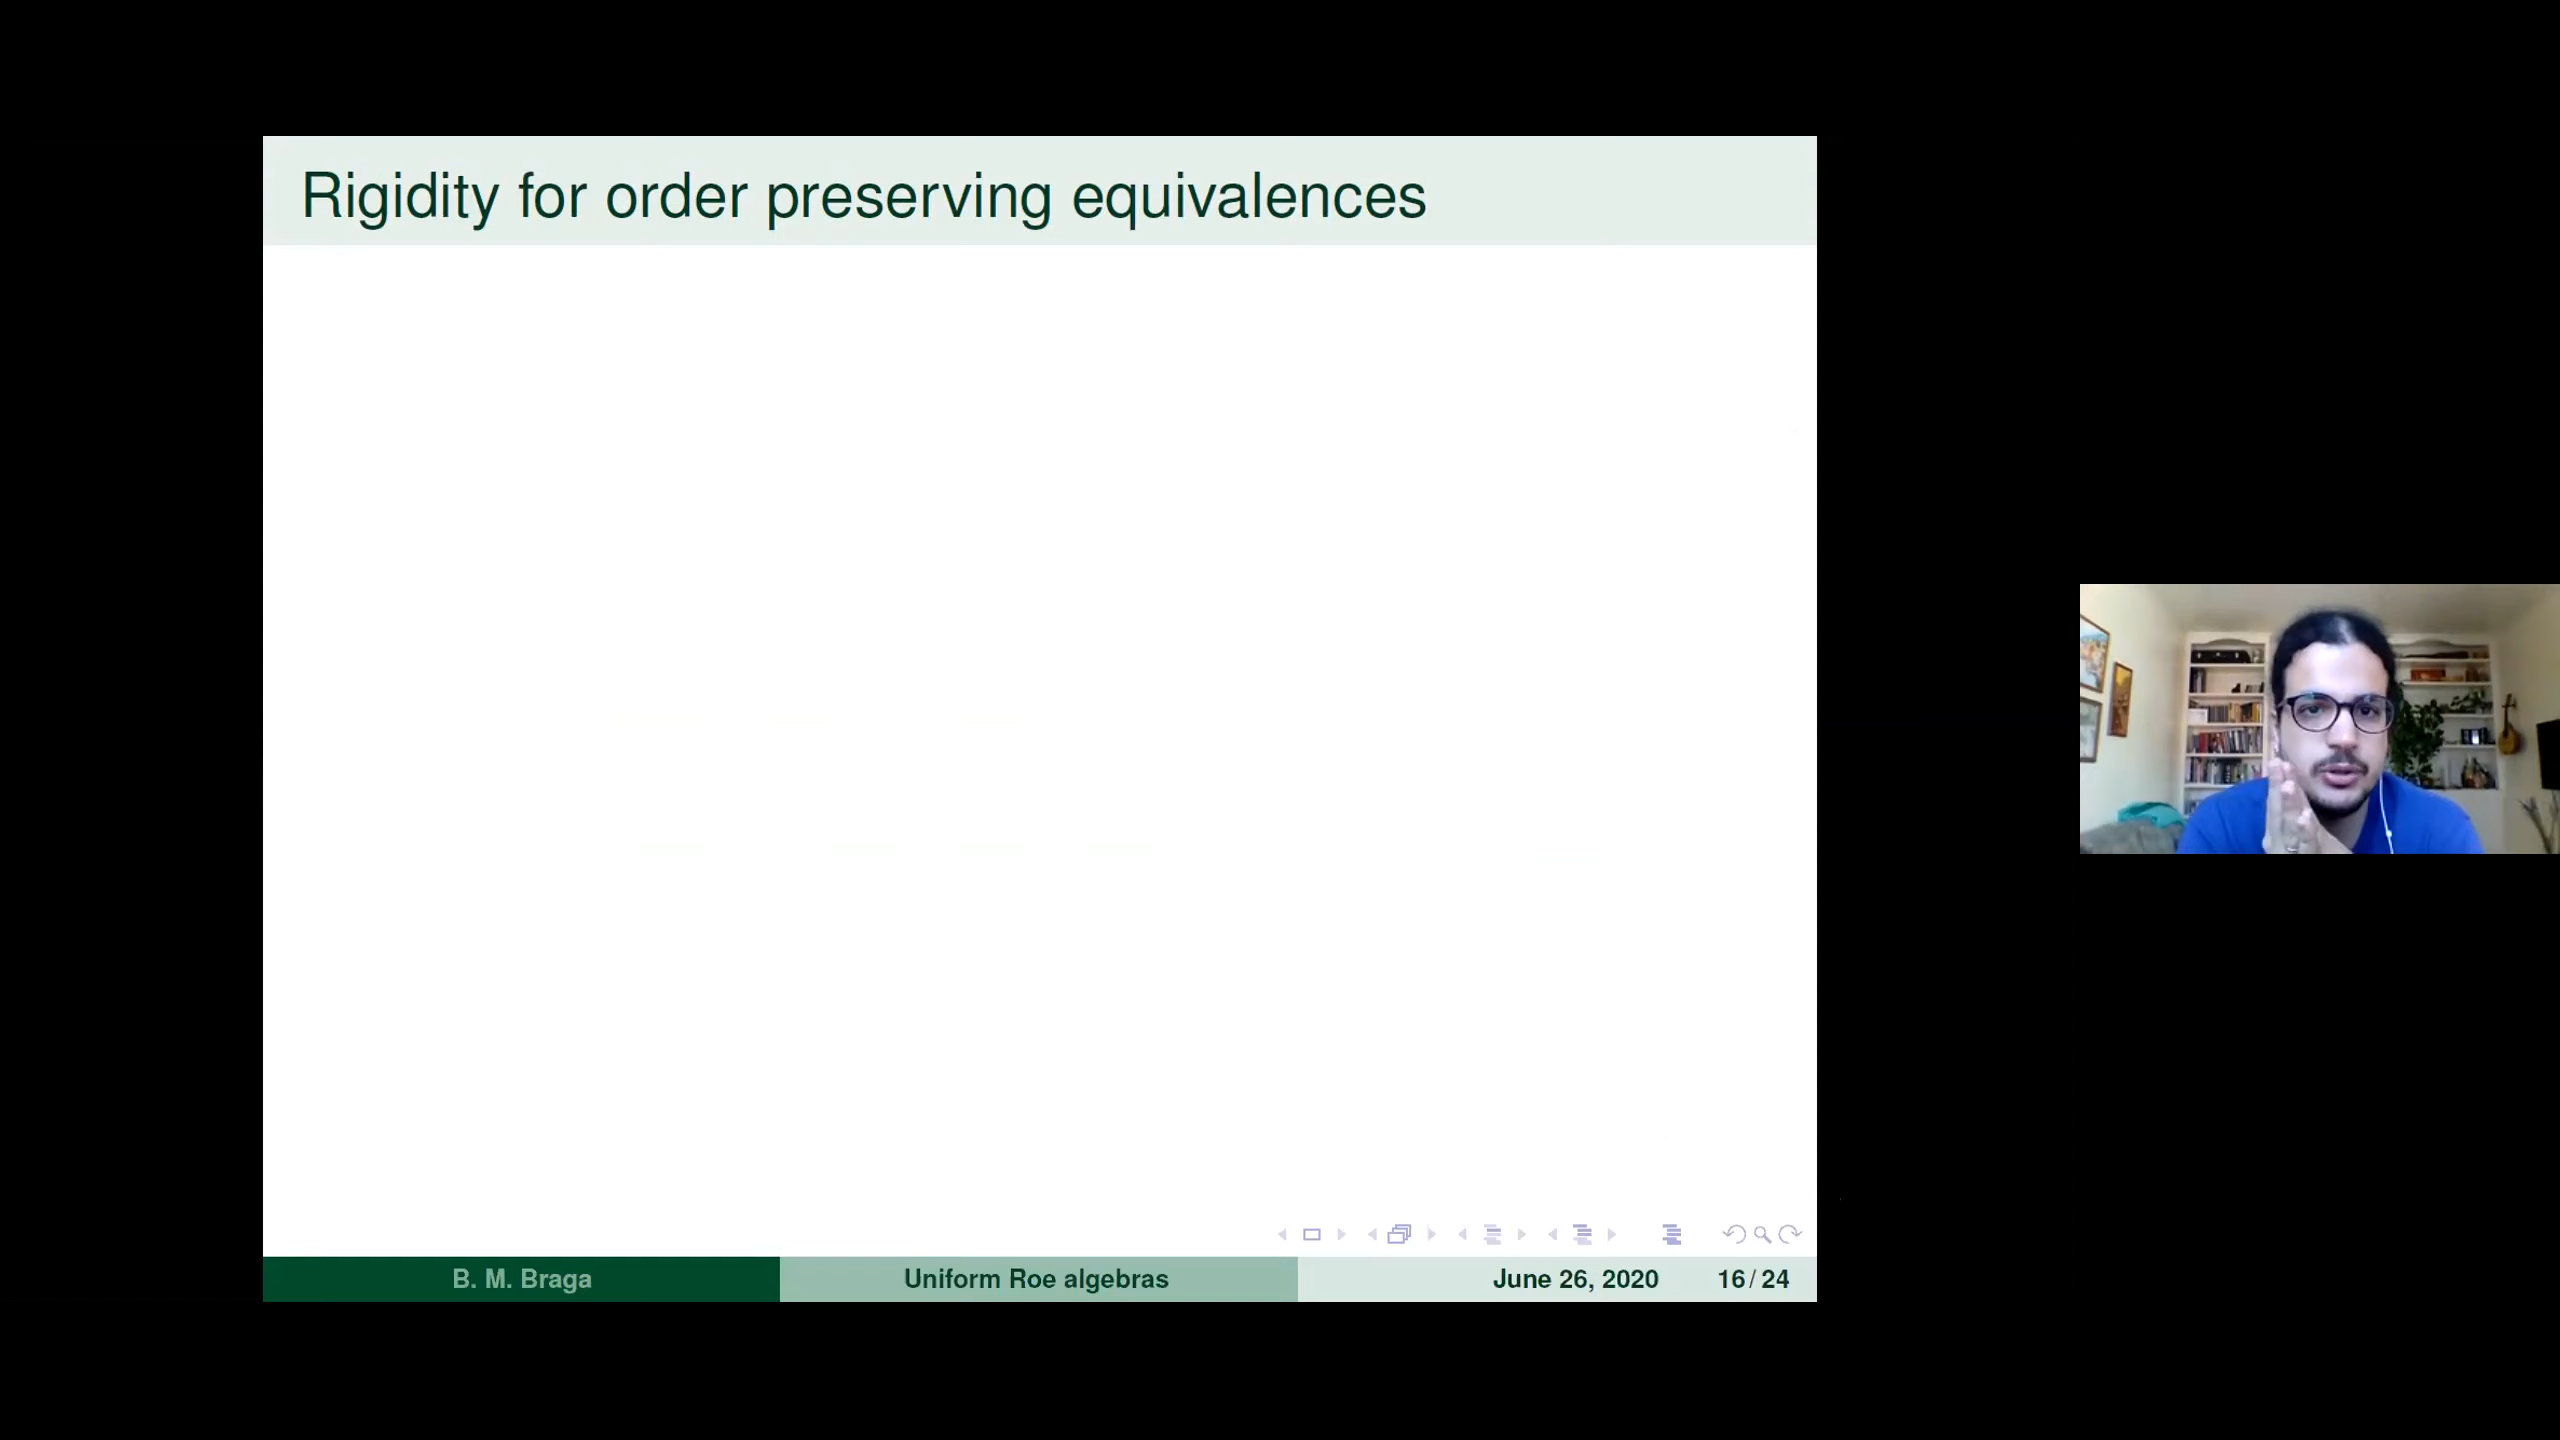 Rigidity for order preserving equivalences
B. M. Braga
Uniform Roe algebras
June 26, 2020
16/24